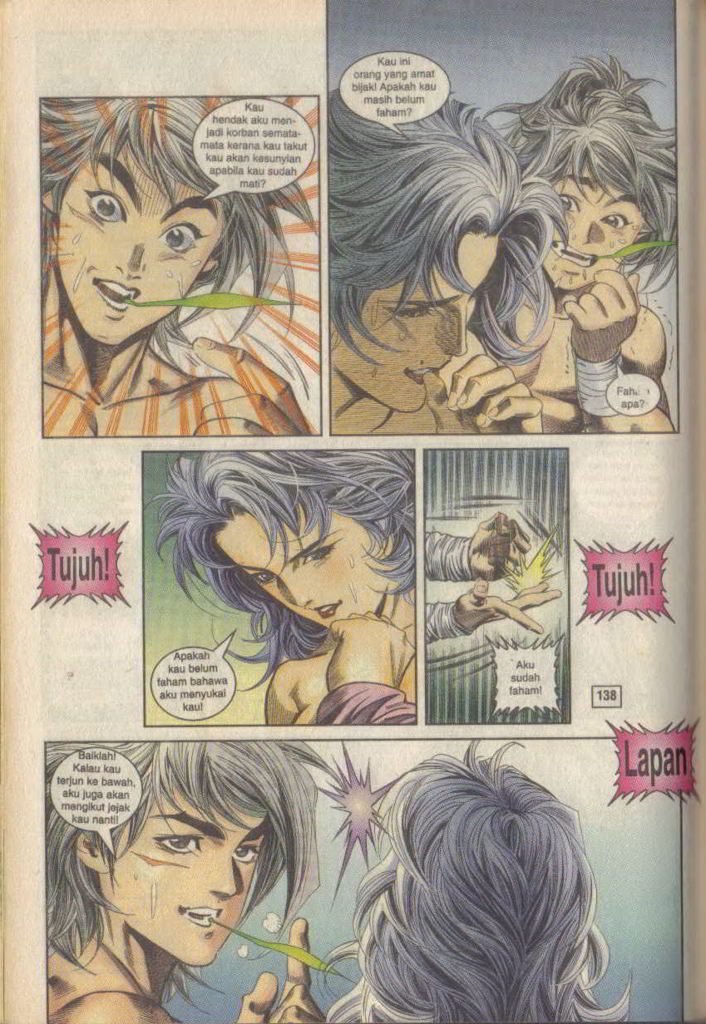 Kau
hendak aku men-
jadi korban semata-
mata kerana kau takut
kau akan kesunyian
apabila kau sudah
mati?
Kau ini
orang yang amat
bijak! Apakah kau
masih belum
faham?
apa?
Tujuh!
Apakah
kau belum
faham bahawa
aku menyukai
kau!
Aku
sudah
faham!
Tujuh!
138
Lapan
Baiklah!
Kalau kau
terjun ke bawah,
aku juga akan
mengikut jejak
kau nanti!